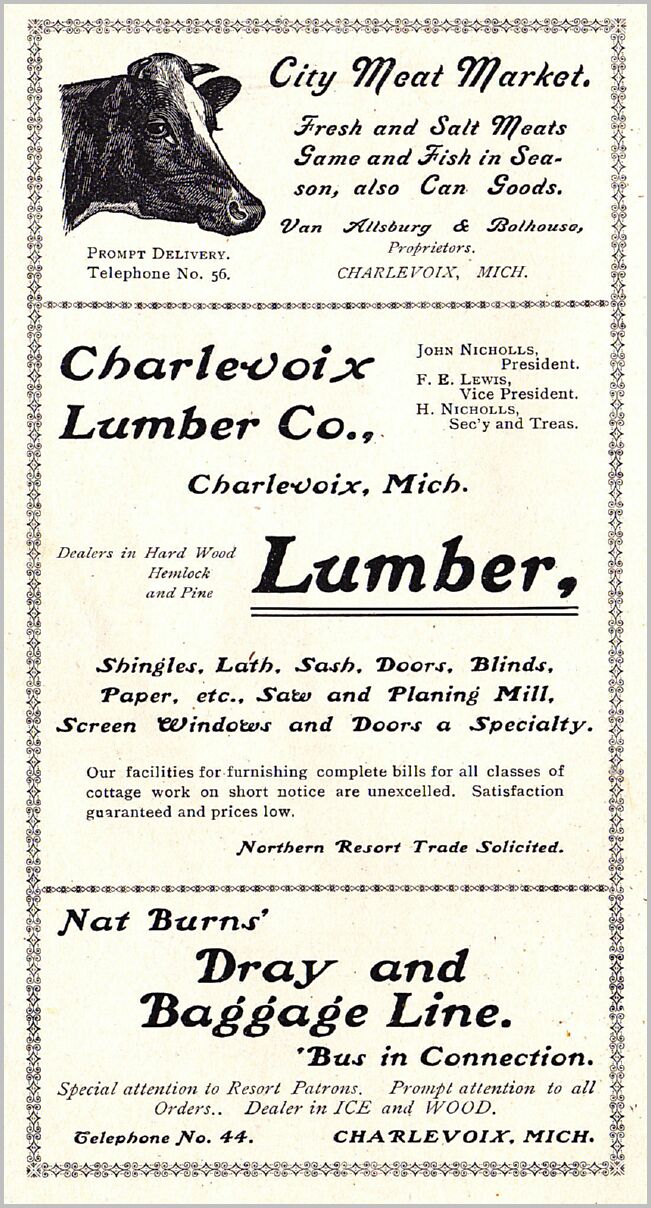 City Meat Market.
Fresh and Salt Meats
Game and Fish in Sea-
son, also Can Goods.
Van Allsburg & Bolhouse,
Proprietors.
PROMPT DELIVERY.
Telephone No. 56.
CHARLEVOIX, MICH.
Charlevoix
Lumber Co.,
JOHN NICHOLLS,
President.
F. E. LEWIS,
Vice President.
H. NICHOLLS,
Sec'y and Treas.
Charlevoix, Mich.
Dealers in Hard Wood
Hemlock
and Pine
Lumber,
Shingles, Lath, Sash, Doors, Blinds,
Paper, etc., Saw and Planing Mill,
Screen Windows and Doors a Specialty.
Our facilities for furnishing complete bills for all classes of
cottage work on short notice are unexcelled. Satisfaction
guaranteed and prices low.
Northern Resort Trade Solicited.
Nat Burns'
Dray and
Baggage Line.
'Bus in Connection.
Special attention to Resort Patrons. Prompt attention to all
Orders.. Dealer in ICE and WOOD.
Telephone No. 44. CHARLEVOIX, MICH.